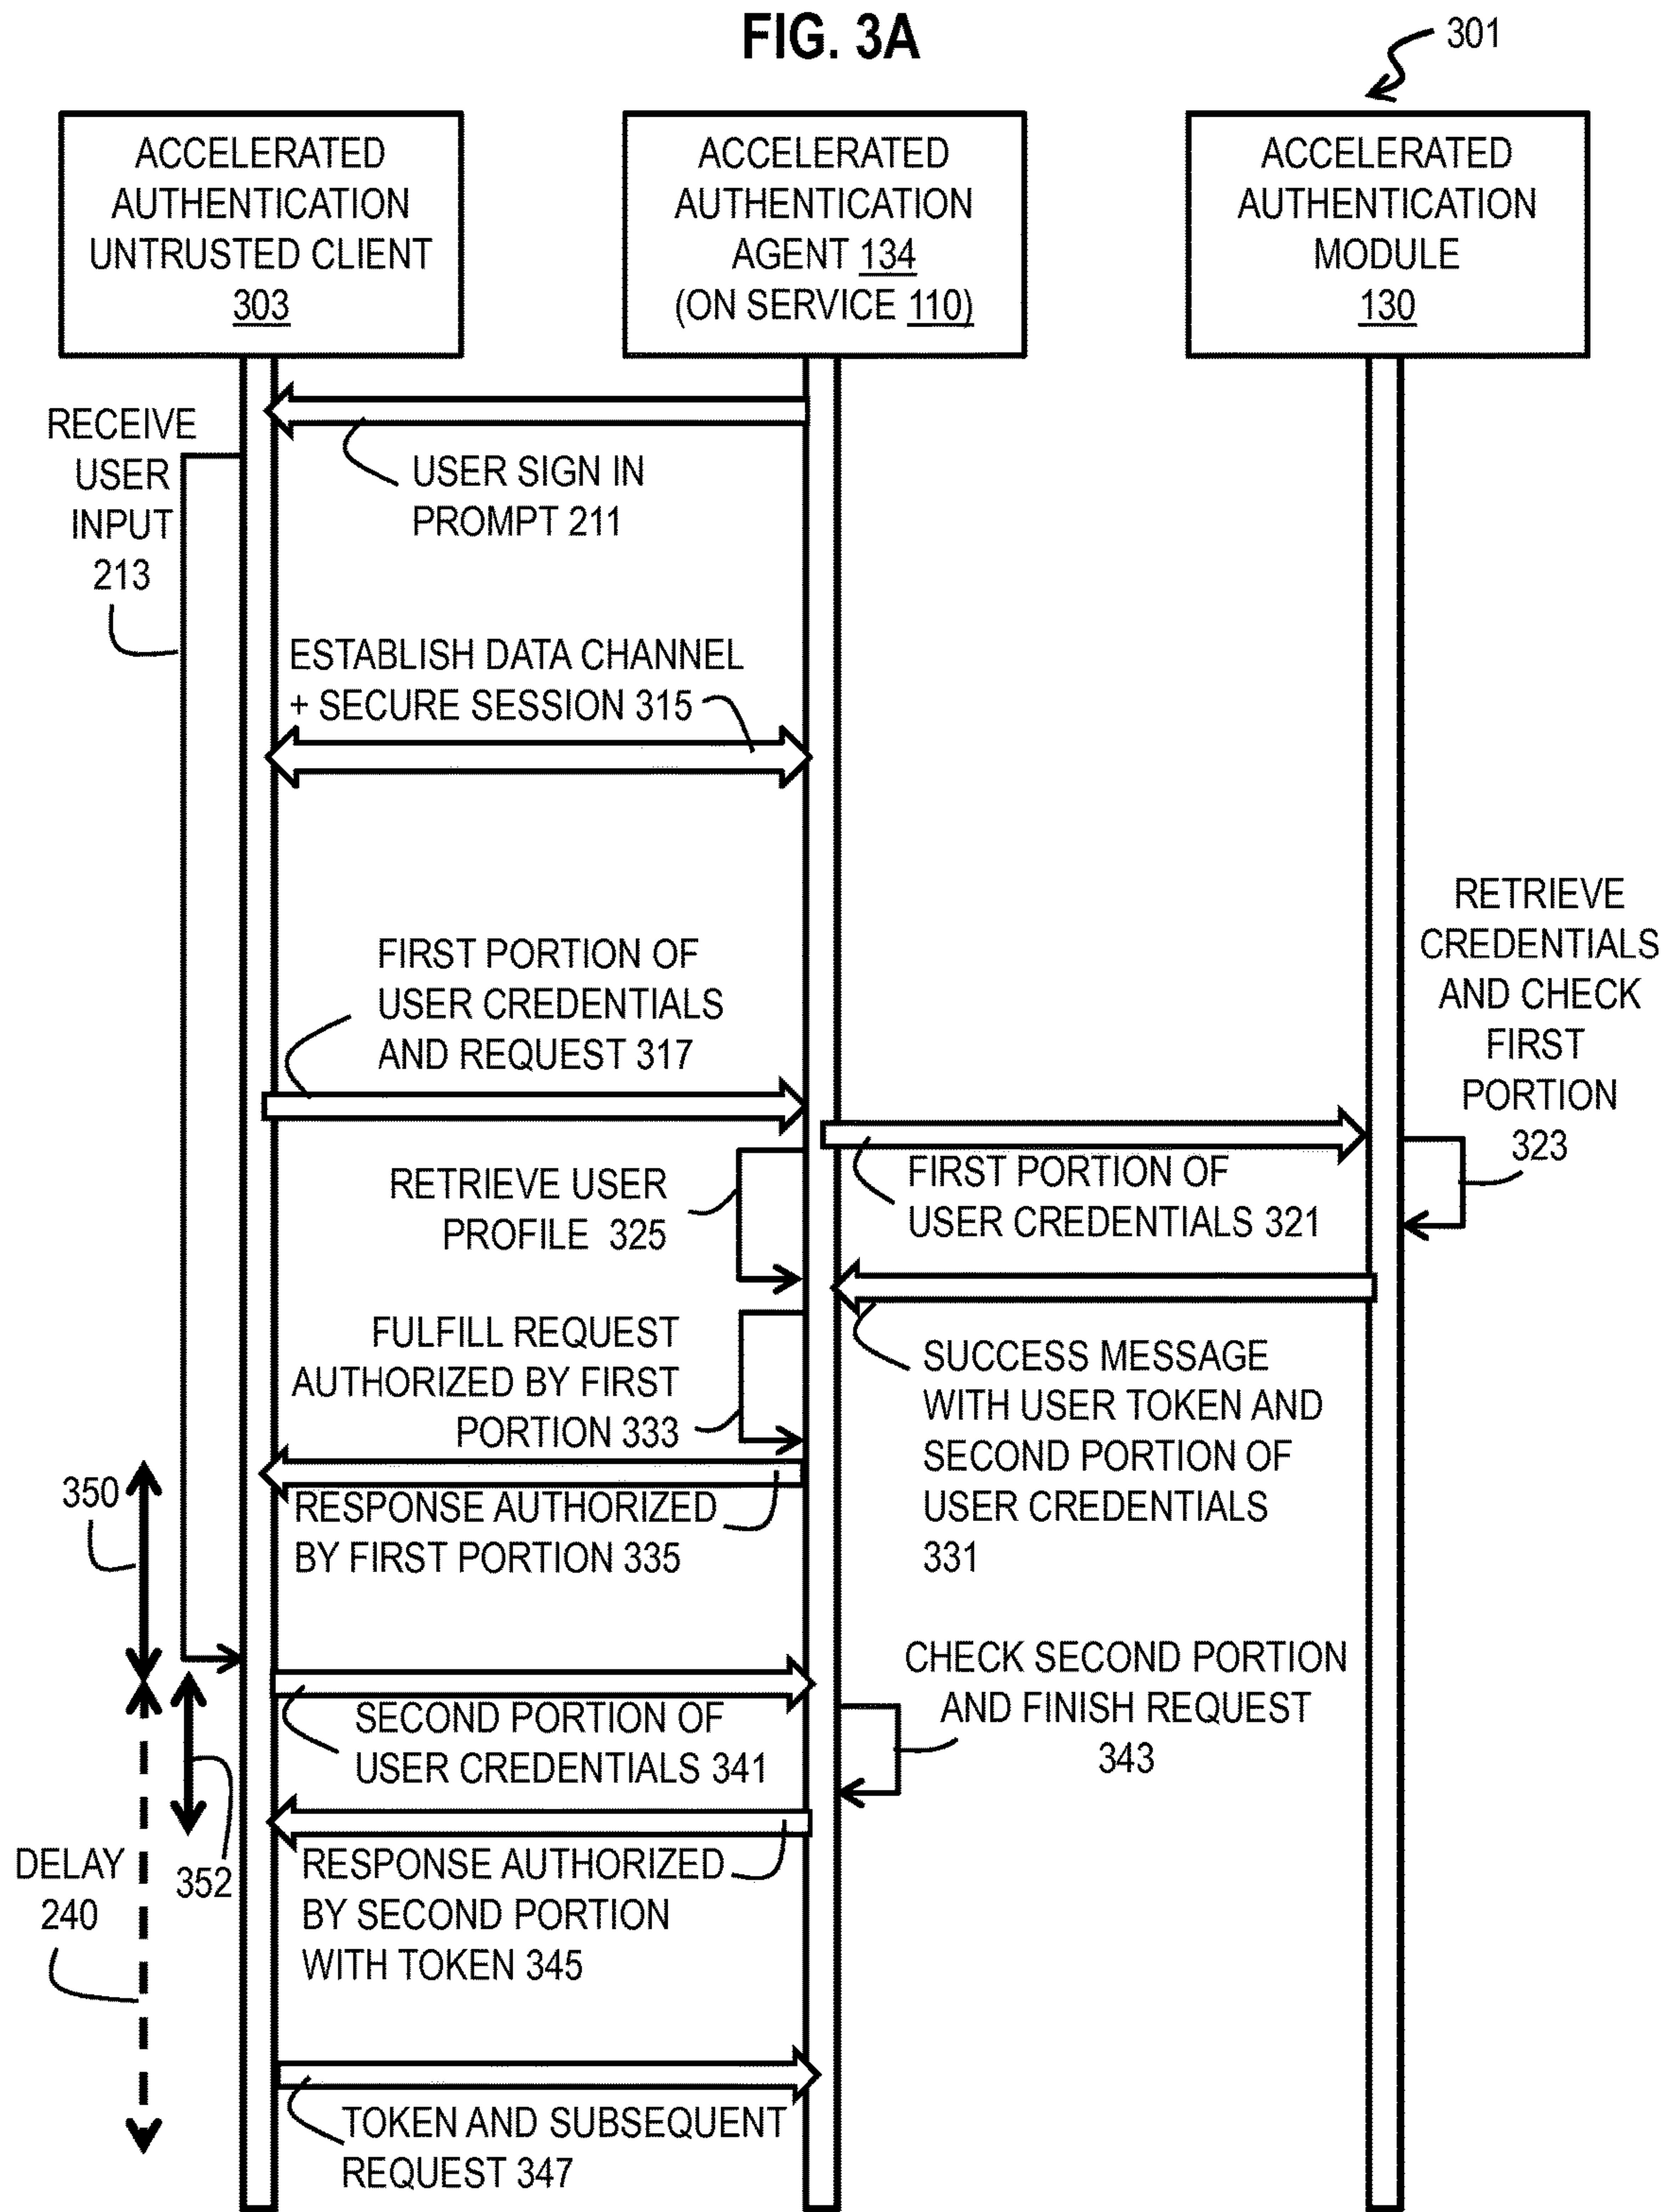 FIG. 3A
301
ACCELERATED
AUTHENTICATION
UNTRUSTED CLIENT
303
ACCELERATED
AUTHENTICATION
AGENT 134
(ON SERVICE 110)
ACCELERATED
AUTHENTICATION
MODULE
130
RECEIVE
USER
INPUT
213
USER SIGN IN
PROMPT 211
ESTABLISH DATA CHANNEL
+ SECURE SESSION 315
FIRST PORTION OF
USER CREDENTIALS
AND REQUEST 317
RETRIEVE
CREDENTIALS
AND CHECK
FIRST
PORTION
323
FIRST PORTION OF
USER CREDENTIALS 321
RETRIEVE USER
PROFILE 325
FULFILL REQUEST
AUTHORIZED BY FIRST
PORTION 333
SUCCESS MESSAGE
WITH USER TOKEN AND
SECOND PORTION OF
USER CREDENTIALS
331
350
RESPONSE AUTHORIZED
BY FIRST PORTION 335
CHECK SECOND PORTION
AND FINISH REQUEST
343
SECOND PORTION OF
USER CREDENTIALS 341
DELAY
240
352
RESPONSE AUTHORIZED
BY SECOND PORTION
WITH TOKEN 345
TOKEN AND SUBSEQUENT
REQUEST 347